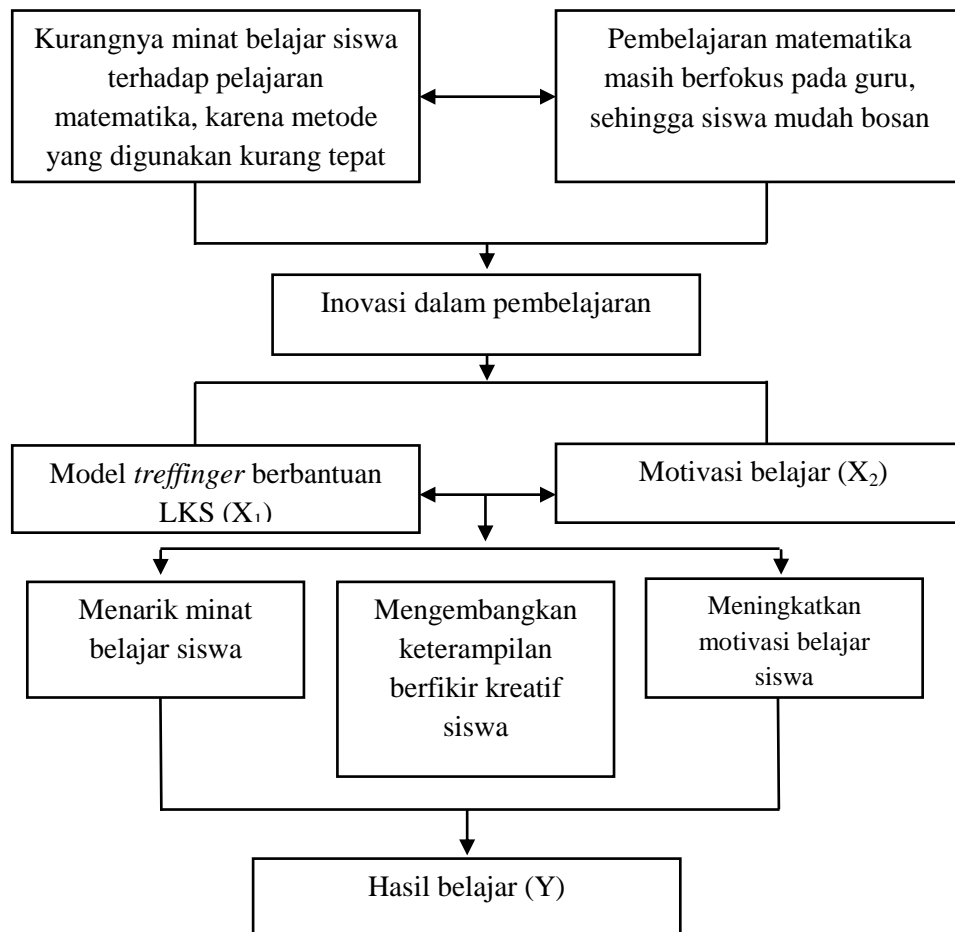 Kurangnya minat belajar siswa
terhadap pelajaran
matematika, karena metode
yang digunakan kurang tepat
Pembelajaran matematika
masih berfokus pada guru,
sehingga siswa mudah bosan
Inovasi dalam pembelajaran
Model treffinger berbantuan
LKS (X₁)
Motivasi belajar (X₂)
Menarik minat
belajar siswa
Mengembangkan
keterampilan
berfikir kreatif
siswa
Meningkatkan
motivasi belajar
siswa
Hasil belajar (Y)